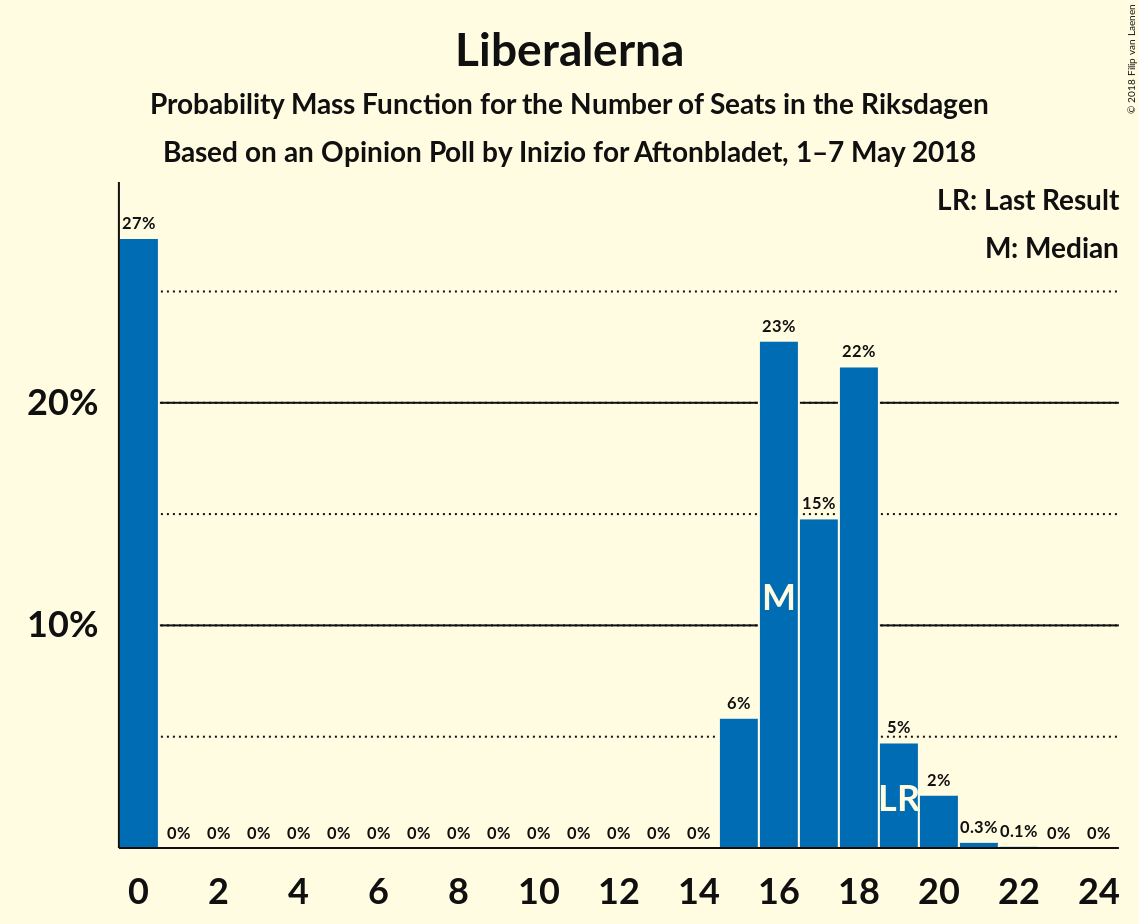 Liberalerna
Probability Mass Function for the Number of Seats in the Riksdagen
Based on an Opinion Poll by Inizio for Aftonbladet, 1–7 May 2018
© 2018 Filip van Laenen
LR: Last Result
M: Median
27%
23%
22%
20%
15%
M
10%
6%
5%
LR
2%
0% 0% 0% 0% 0% 0% 0% 0% 0% 0% 0% 0% 0% 0% 0.3% 0.1% 0% 0%
0 2 4 6 8 10 12 14 16 18 20 22 24